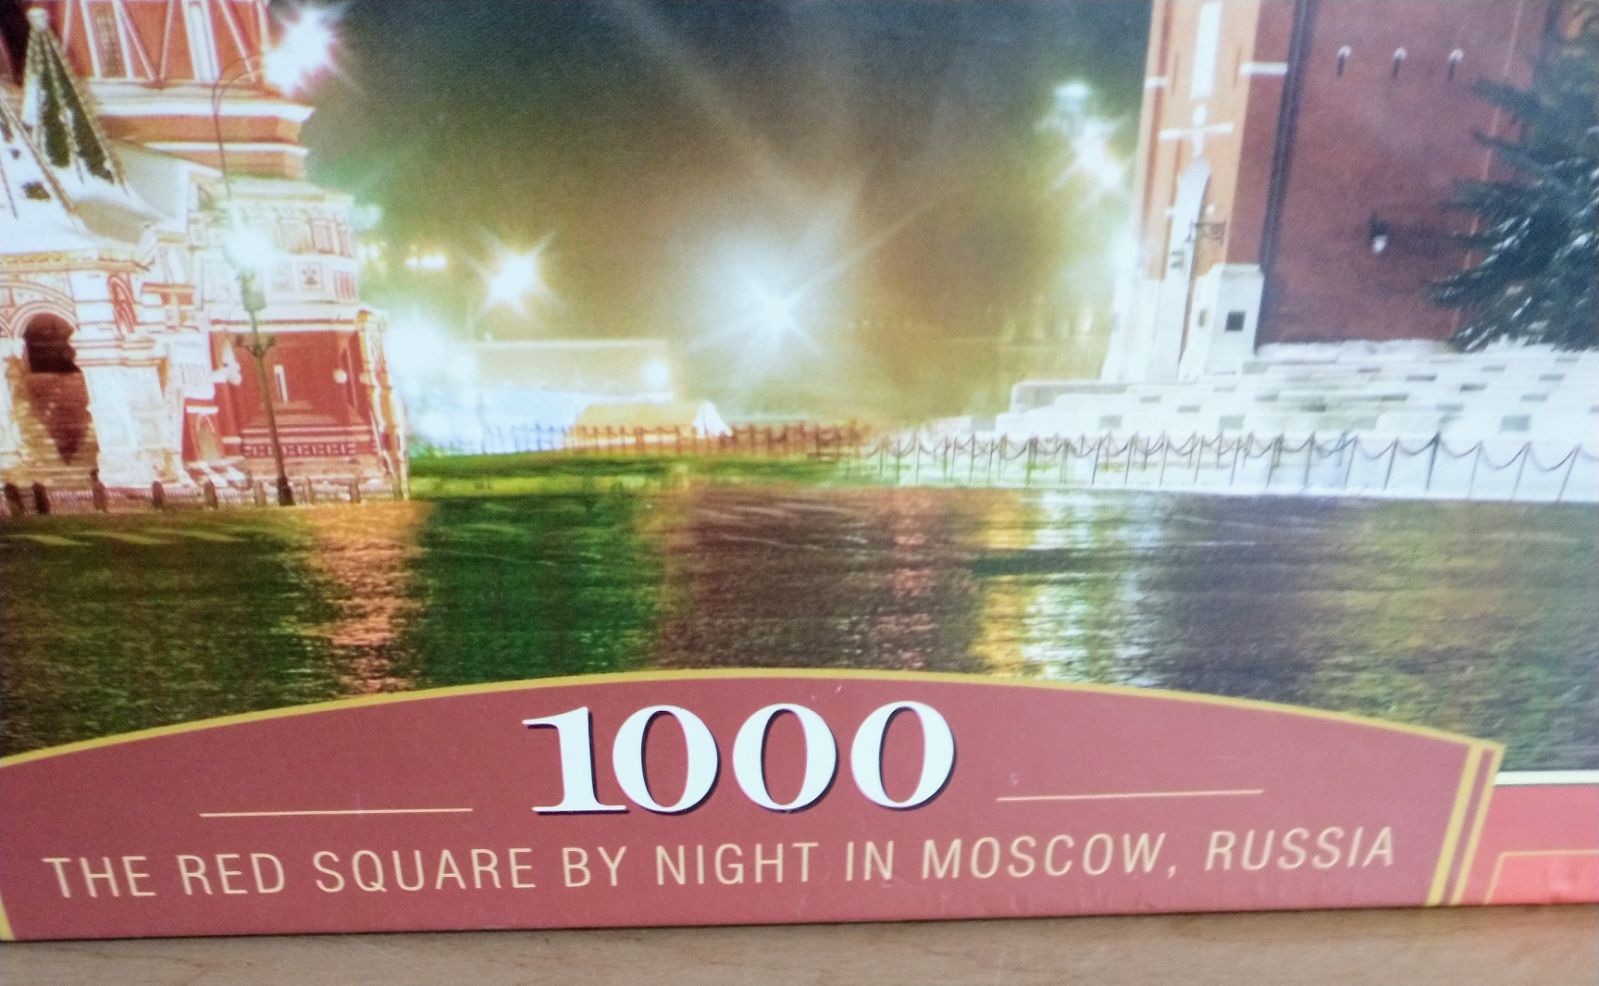 1000
THE RED SQUARE BY NIGHT IN MOSCOW, RUSSIA